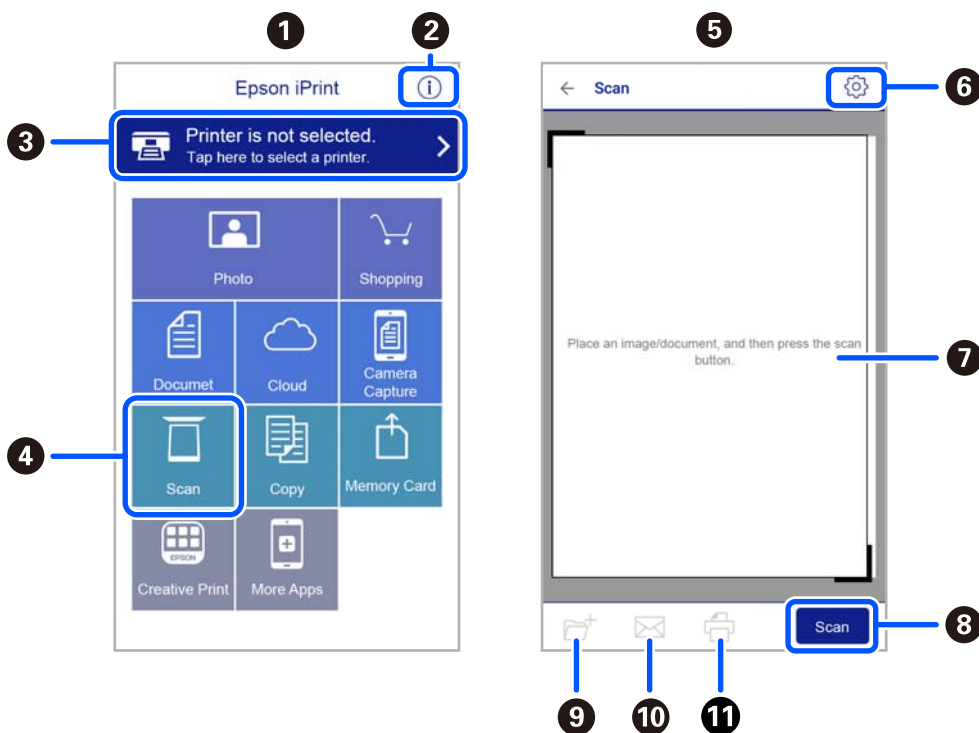 1
2
5
Epson iPrint
i
Scan
6
3
Printer is not selected.
Tap here to select a printer.
Photo
Shopping
Documet
Cloud
Camera
Capture
Place an image/document, and then press the scan
button.
7
4
Scan
Copy
Memory Card
EPSON
Creative Print
More Apps
Scan
8
9
10
11